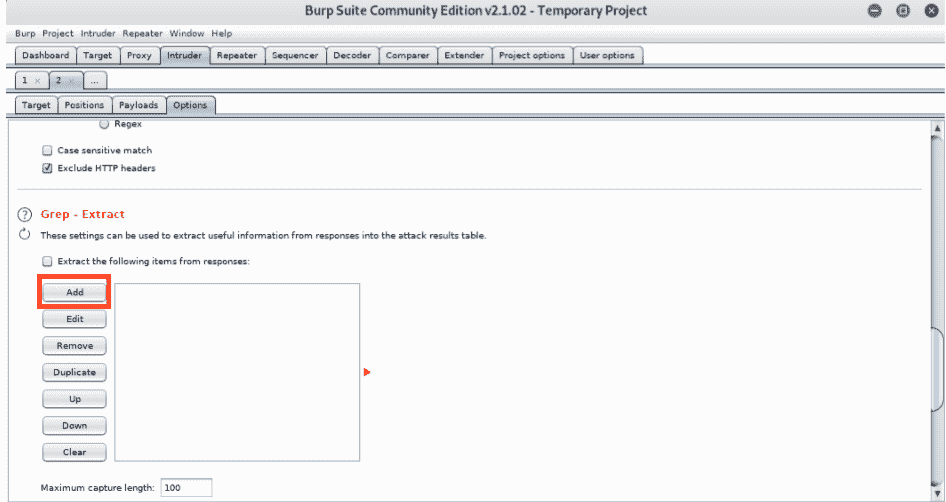 Burp Suite Community Edition v2.1.02 - Temporary Project
Burp Project Intruder Repeater Window Help
Dashboard Target Proxy Intruder Repeater Sequencer Decoder Comparer Extender Project options User options
1 × 2 × ...
Target Positions Payloads Options
Regex
Case sensitive match
Exclude HTTP headers
? Grep - Extract
These settings can be used to extract useful information from responses into the attack results table.
Extract the following items from responses:
Add
Edit
Remove
Duplicate
Up
Down
Clear
Maximum capture length: 100